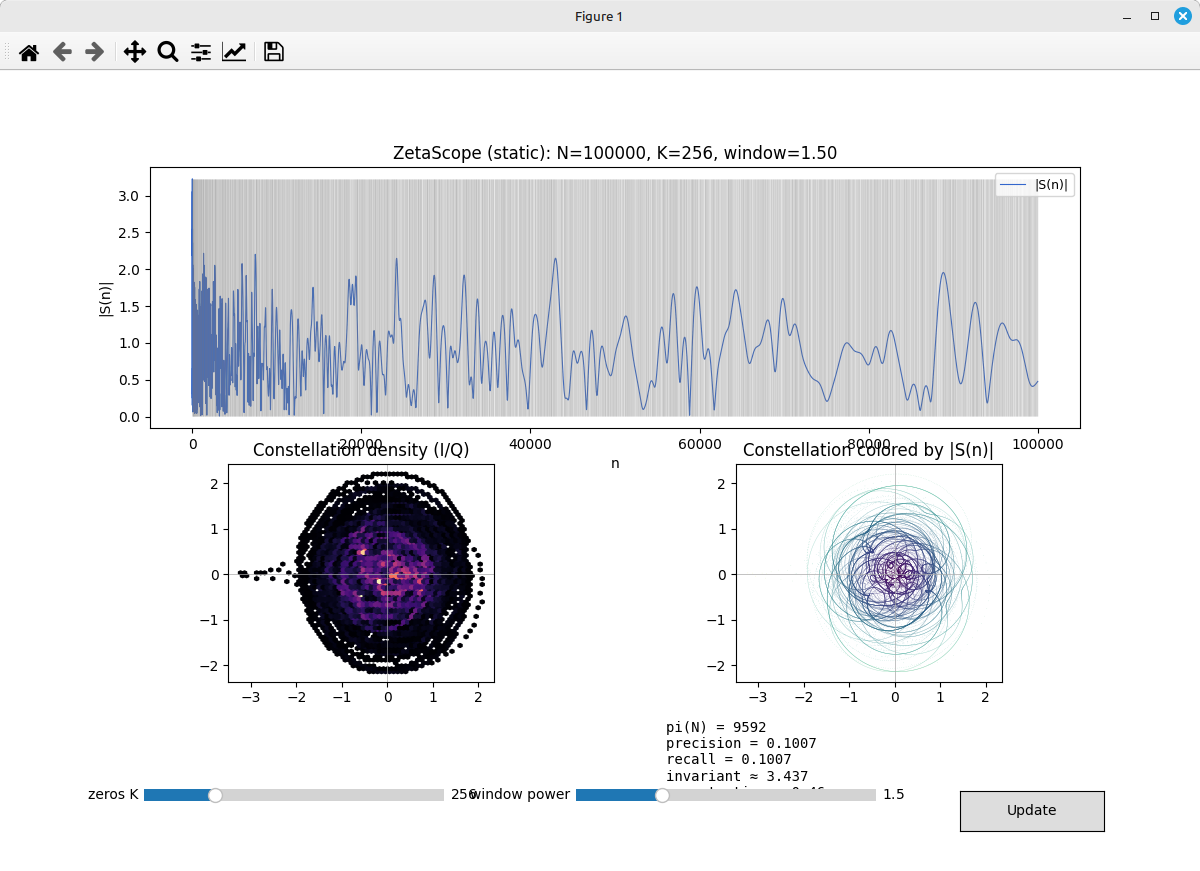 Figure 1
ZetaScope (static): N=100000, K=256, window=1.50
|S(n)|
|S(n)|
3.0
2.5
2.0
1.5
1.0
0.5
0.0
0 20000 40000 60000 80000 100000
n
Constellation density (I/Q)
2
1
0
−1
−2
−3 −2 −1 0 1 2
Constellation colored by |S(n)|
2
1
0
−1
−2
−3 −2 −1 0 1 2
pi(N) = 9592
precision = 0.1007
recall = 0.1007
invariant ≈ 3.437
zeros K 256
window power 1.5
Update